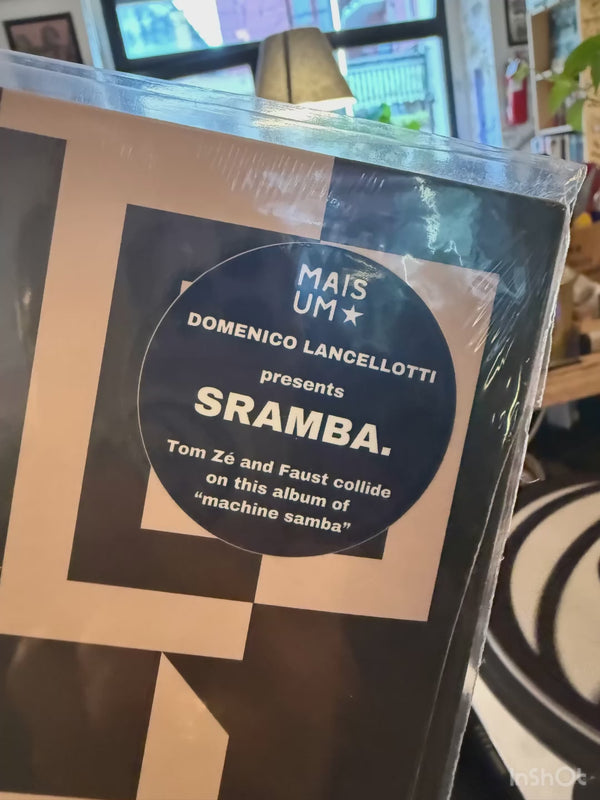 MAIS
UM★
DOMENICO LANCELLOTTI
presents
SRAMBA.
Tom Zé and Faust collide
on this album of
“machine samba”
InShOt